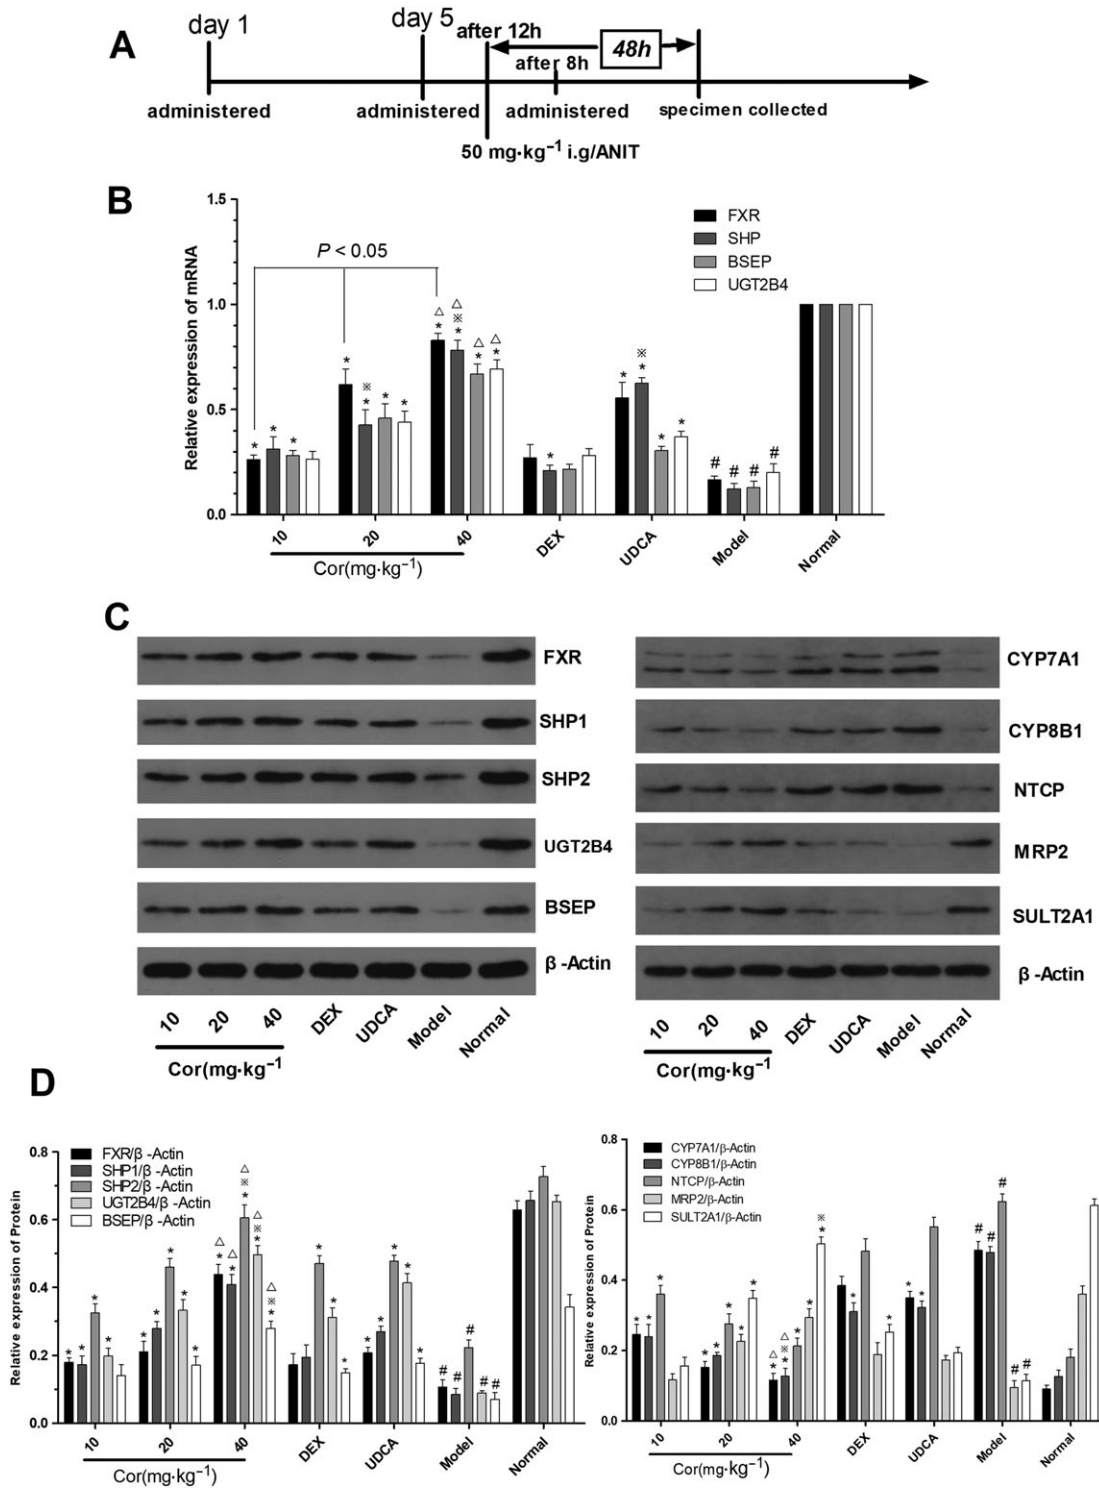 A
day 1
day 5
after 12h
48h
after 8h
administered
administered
administered
specimen collected
50 mg·kg⁻¹ i.g/ANIT
B
Relative expression of mRNA
1.5
1.0
0.5
0.0
P < 0.05
FXR
SHP
BSEP
UGT2B4
* * *
* ※ * * *
△ * △ ※ * △ * △ *
*
* ※ * * *
# # # #
10
20
40
DEX
UDCA
Model
Normal
Cor(mg·kg⁻¹)
C
FXR
SHP1
SHP2
UGT2B4
BSEP
β -Actin
10
20
40
DEX
UDCA
Model
Normal
Cor(mg·kg⁻¹
CYP7A1
CYP8B1
NTCP
MRP2
SULT2A1
β -Actin
10
20
40
DEX
UDCA
Model
Normal
Cor(mg·kg⁻¹
D
Relative expression of Protein
0.8
0.6
0.4
0.2
0.0
FXR/β -Actin
SHP1/β -Actin
SHP2/β -Actin
UGT2B4/β -Actin
BSEP/β -Actin
* * * *
* * * * *
△ * △ * △ ※ * △ ※ * △ ※ *
* * *
* * * * *
# # # # #
10
20
40
DEX
UDCA
Model
Normal
Cor(mg·kg⁻¹)
Relative expression of Protein
0.8
0.6
0.4
0.2
0.0
CYP7A1/β-Actin
CYP8B1/β-Actin
NTCP/β-Actin
MRP2/β-Actin
SULT2A1/β-Actin
* * *
* * * * *
△ * △ ※ * * * ※ *
* *
* *
# # # # #
10
20
40
DEX
UDCA
Model
Normal
Cor(mg·kg⁻¹)